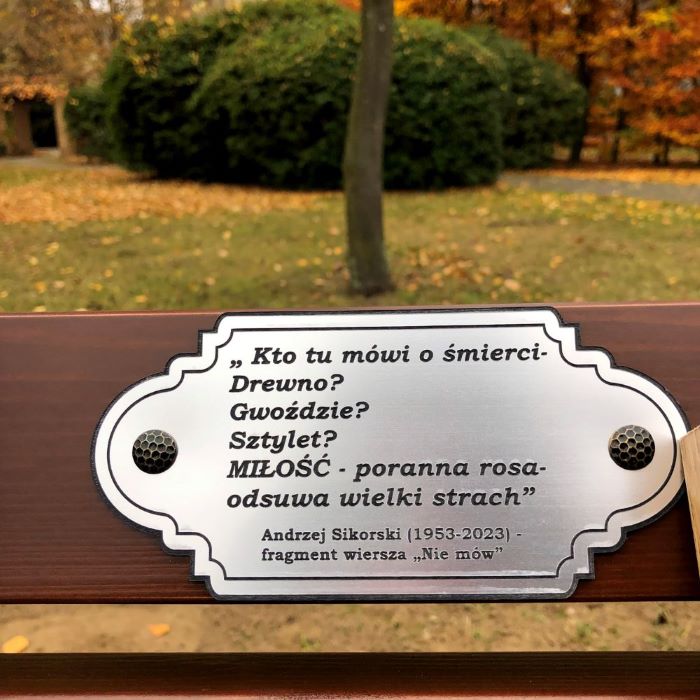 „ Kto tu mówi o śmierci-
Drewno?
Gwoździe?
Sztylet?
MIŁOŚĆ - poranna rosa-
odsuwa wielki strach”
Andrzej Sikorski (1953-2023) -
fragment wiersza „Nie mów”